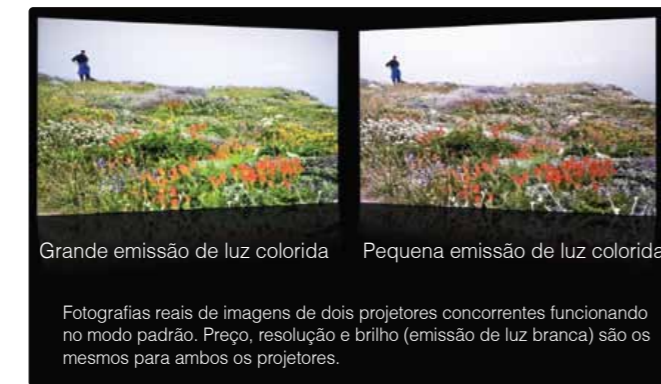 Grande emissão de luz colorida
Pequena emissão de luz colorida
Fotografias reais de imagens de dois projetores concorrentes funcionando
no modo padrão. Preço, resolução e brilho (emissão de luz branca) são os
mesmos para ambos os projetores.